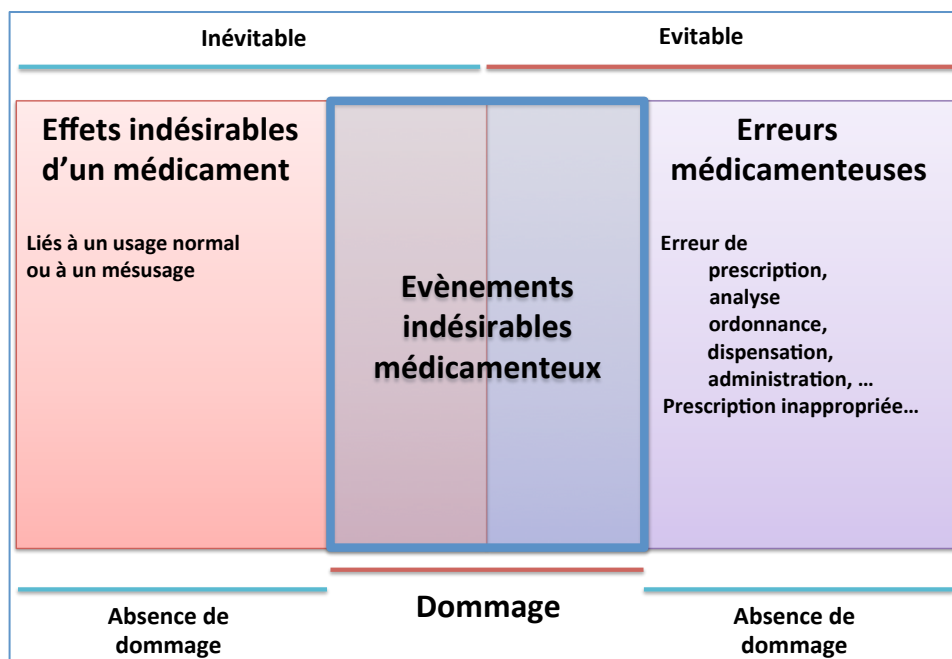 Inévitable
Evitable
Effets indésirables
d’un médicament
Liés à un usage normal
ou à un mésusage
Evènements
indésirables
médicamenteux
Erreurs
médicamenteuses
Erreur de
prescription,
analyse
ordonnance,
dispensation,
administration, ...
Prescription inappropriée...
Absence de
dommage
Dommage
Absence de
dommage